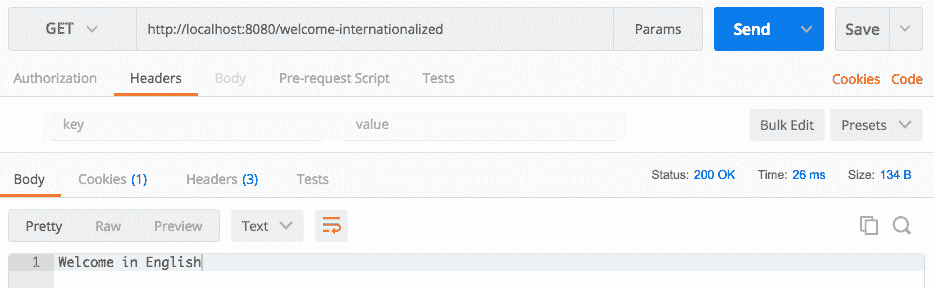 GET http://localhost:8080/welcome-internationalized Params Send Save
Authorization Headers Body Pre-request Script Tests Cookies Code
key value Bulk Edit Presets
Body Cookies (1) Headers (3) Tests Status: 200 OK Time: 26 ms Size: 134 B
Pretty Raw Preview Text
1 Welcome in English